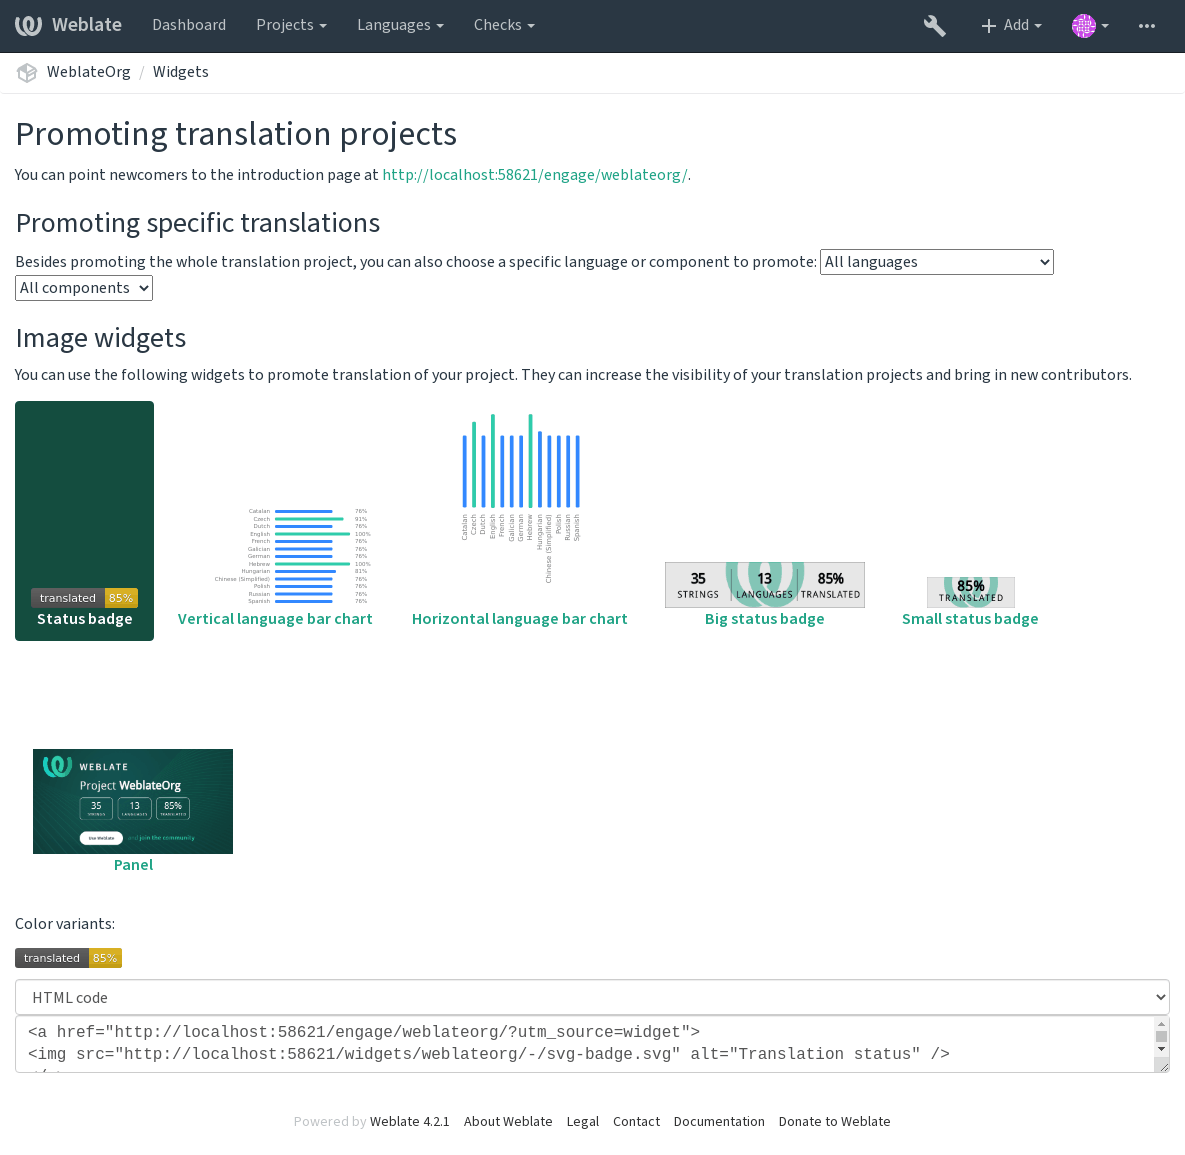 Weblate Dashboard Projects Languages Checks Add
WeblateOrg / Widgets
Promoting translation projects
You can point newcomers to the introduction page at http://localhost:58621/engage/weblateorg/.
Promoting specific translations
Besides promoting the whole translation project, you can also choose a specific language or component to promote: All languages
All components
Image widgets
You can use the following widgets to promote translation of your project. They can increase the visibility of your translation projects and bring in new contributors.
translated 85%
Status badge
Catalan 76%
Czech 91%
Dutch 76%
English 100%
French 76%
Galician 76%
German 76%
Hebrew 100%
Hungarian 81%
Chinese (Simplified) 76%
Polish 76%
Russian 76%
Spanish 76%
Vertical language bar chart
Catalan
Czech
Dutch
English
French
Galician
German
Hebrew
Hungarian
Chinese (Simplified)
Polish
Russian
Spanish
Horizontal language bar chart
35 13 85%
STRINGS LANGUAGES TRANSLATED
Big status badge
85%
TRANSLATED
Small status badge
WEBLATE
Project WeblateOrg
35 13 85%
STRINGS LANGUAGES TRANSLATED
Use Weblate and join the community
Panel
Color variants:
translated 85%
HTML code
<a href="http://localhost:58621/engage/weblateorg/?utm_source=widget">
<img src="http://localhost:58621/widgets/weblateorg/-/svg-badge.svg" alt="Translation status" />
Powered by Weblate 4.2.1 About Weblate Legal Contact Documentation Donate to Weblate